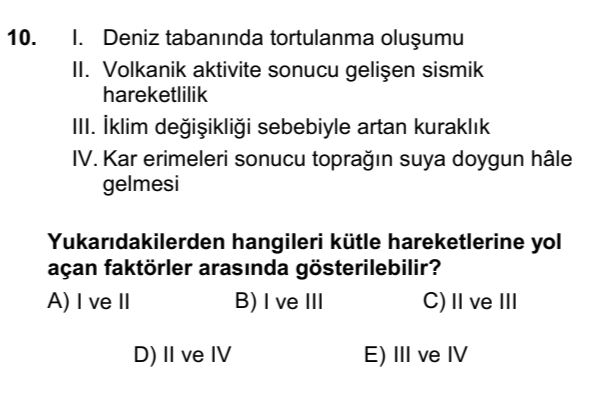 10. I. Deniz tabanında tortulanma oluşumu
II. Volkanik aktivite sonucu gelişen sismik
hareketlilik
III. İklim değişikliği sebebiyle artan kuraklık
IV. Kar erimeleri sonucu toprağın suya doygun hâle
gelmesi
Yukarıdakilerden hangileri kütle hareketlerine yol
açan faktörler arasında gösterilebilir?
A) I ve II B) I ve III C) II ve III
D) II ve IV E) III ve IV